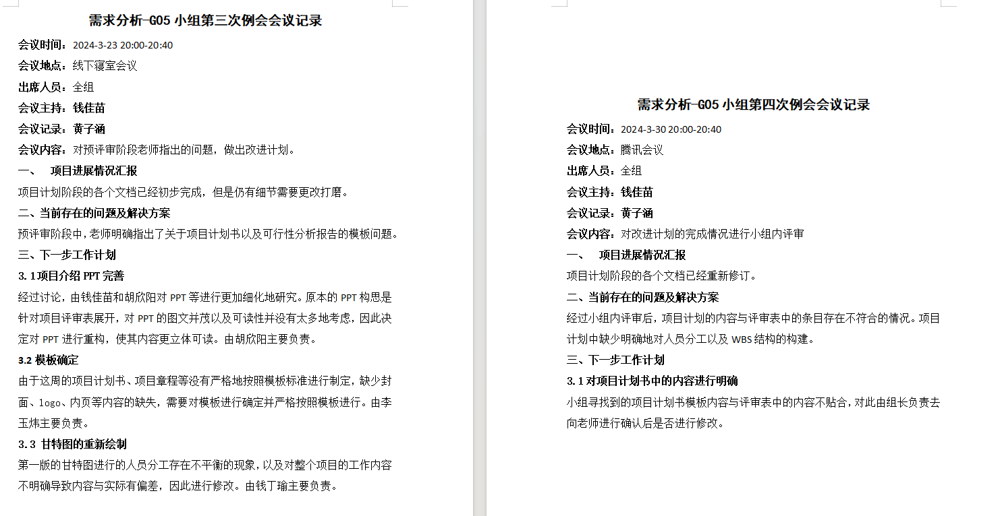 需求分析-G05小组第三次例会会议记录
会议时间：2024-3-23 20:00-20:40
会议地点：线下寝室会议
出席人员：全组
会议主持：钱佳苗
会议记录：黄子涵
会议内容：对预评审阶段老师指出的问题，做出改进计划。
一、 项目进展情况汇报
项目计划阶段的各个文档已经初步完成，但是仍有细节需要更改打磨。
二、当前存在的问题及解决方案
预评审阶段中，老师明确指出了关于项目计划书以及可行性分析报告的模板问题。
三、下一步工作计划
3.1项目介绍PPT完善
经过讨论，由钱佳苗和胡欣阳对PPT等进行更加细化地研究。原本的PPT构思是
针对项目评审表展开，对PPT的图文并茂以及可读性并没有太多地考虑，因此决
定对PPT进行重构，使其内容更立体可读。由胡欣阳主要负责。
3.2模板确定
由于这周的项目计划书、项目章程等没有严格地按照模板标准进行制定，缺少封
面、logo、内页等内容的缺失，需要对模板进行确定并严格按照模板进行。由李
玉炜主要负责。
3.3 甘特图的重新绘制
第一版的甘特图进行的人员分工存在不平衡的现象，以及对整个项目的工作内容
不明确导致内容与实际有偏差，因此进行修改。由钱丁瑜主要负责。
需求分析-G05小组第四次例会会议记录
会议时间：2024-3-30 20:00-20:40
会议地点：腾讯会议
出席人员：全组
会议主持：钱佳苗
会议记录：黄子涵
会议内容：对改进计划的完成情况进行小组内评审
一、 项目进展情况汇报
项目计划阶段的各个文档已经重新修订。
二、当前存在的问题及解决方案
经过小组内评审后，项目计划的内容与评审表中的条目存在不符合的情况。项目
计划中缺少明确地对人员分工以及WBS结构的构建。
三、下一步工作计划
3.1对项目计划书中的内容进行明确
小组寻找到的项目计划书模板内容与评审表中的内容不贴合，对此由组长负责去
向老师进行确认后是否进行修改。